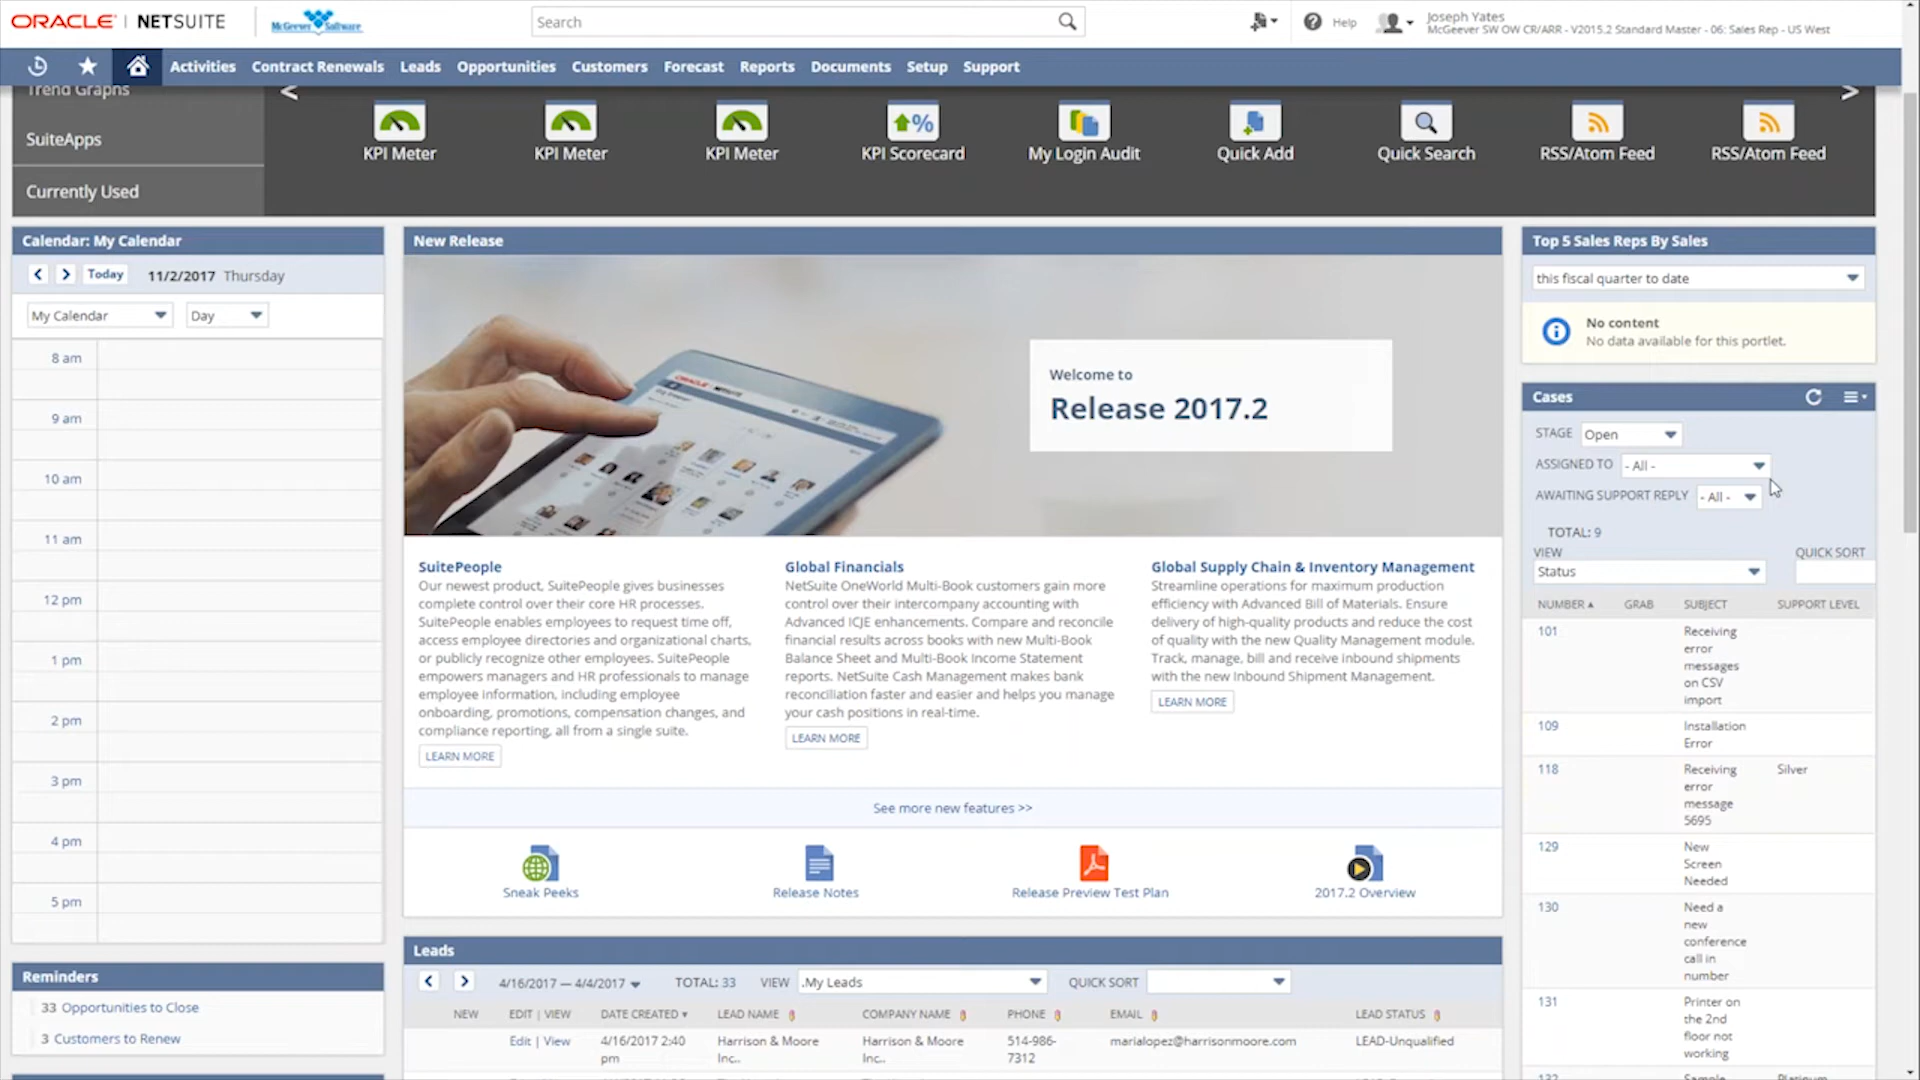 ORACLE | NETSUITE
McGeever Software
Search
Help
Joseph Yates
McGeever SW OW CR/ARR - V2015.2 Standard Master - 06: Sales Rep - US West
Activities Contract Renewals Leads Opportunities Customers Forecast Reports Documents Setup Support
Trend Graphs
SuiteApps
Currently Used
<
KPI Meter KPI Meter KPI Meter KPI Scorecard My Login Audit Quick Add Quick Search RSS/Atom Feed RSS/Atom Feed
>
Calendar: My Calendar
< > Today 11/2/2017 Thursday
My Calendar Day
8 am
9 am
10 am
11 am
12 pm
1 pm
2 pm
3 pm
4 pm
5 pm
Reminders
33 Opportunities to Close
3 Customers to Renew
New Release
ORACLE NETSUITE
Welcome to
Release 2017.2
SuitePeople
Our newest product, SuitePeople gives businesses
complete control over their core HR processes.
SuitePeople enables employees to request time off,
access employee directories and organizational charts,
or publicly recognize other employees. SuitePeople
empowers managers and HR professionals to manage
employee information, including employee
onboarding, promotions, compensation changes, and
compliance reporting, all from a single suite.
LEARN MORE
Global Financials
NetSuite OneWorld Multi-Book customers gain more
control over their intercompany accounting with
Advanced ICJE enhancements. Compare and reconcile
financial results across books with new Multi-Book
Balance Sheet and Multi-Book Income Statement
reports. NetSuite Cash Management makes bank
reconciliation faster and easier and helps you manage
your cash positions in real-time.
LEARN MORE
Global Supply Chain & Inventory Management
Streamline operations for maximum production
efficiency with Advanced Bill of Materials. Ensure
delivery of high-quality products and reduce the cost
of quality with the new Quality Management module.
Track, manage, bill and receive inbound shipments
with the new Inbound Shipment Management.
LEARN MORE
See more new features >>
Sneak Peeks Release Notes Release Preview Test Plan 2017.2 Overview
Leads
< > 4/16/2017 — 4/4/2017 TOTAL: 33 VIEW .My Leads QUICK SORT
NEW EDIT | VIEW DATE CREATED LEAD NAME COMPANY NAME PHONE EMAIL LEAD STATUS
Edit | View 4/16/2017 2:40 Harrison & Moore Harrison & Moore 514-986- marialopez@harrisonmoore.com LEAD-Unqualified
pm Inc.. Inc.. 7312
Top 5 Sales Reps By Sales
this fiscal quarter to date
No content
No data available for this portlet.
Cases
STAGE Open
ASSIGNED TO - All -
AWAITING SUPPORT REPLY - All -
TOTAL: 9
VIEW QUICK SORT
Status
NUMBER GRAB SUBJECT SUPPORT LEVEL
101 Receiving
error
messages
on CSV
import
109 Installation
Error
118 Receiving Silver
error
message
5695
129 New
Screen
Needed
130 Need a
new
conference
call in
number
131 Printer on
the 2nd
floor not
working
132 Sample Platinum